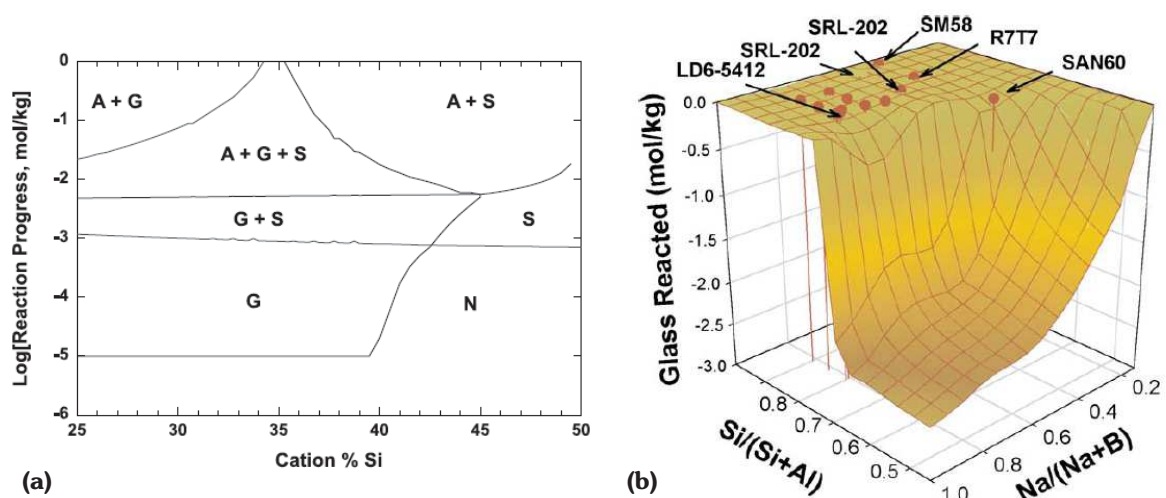 0
-1
-2
-3
-4
-5
-6
Log[Reaction Progress, mol/kg]
A + G
A + S
A + G + S
G + S
S
G
N
25
30
35
40
45
50
Cation % Si
(a)
SRL-202
SM58
SRL-202
R7T7
LD6-5412
SAN60
0.0
-0.5
-1.0
-1.5
-2.0
-2.5
-3.0
Glass Reacted (mol/kg)
0.8
0.7
0.6
0.5
Si/(Si+Al)
0.2
0.4
0.6
0.8
1.0
Na/(Na+B)
(b)